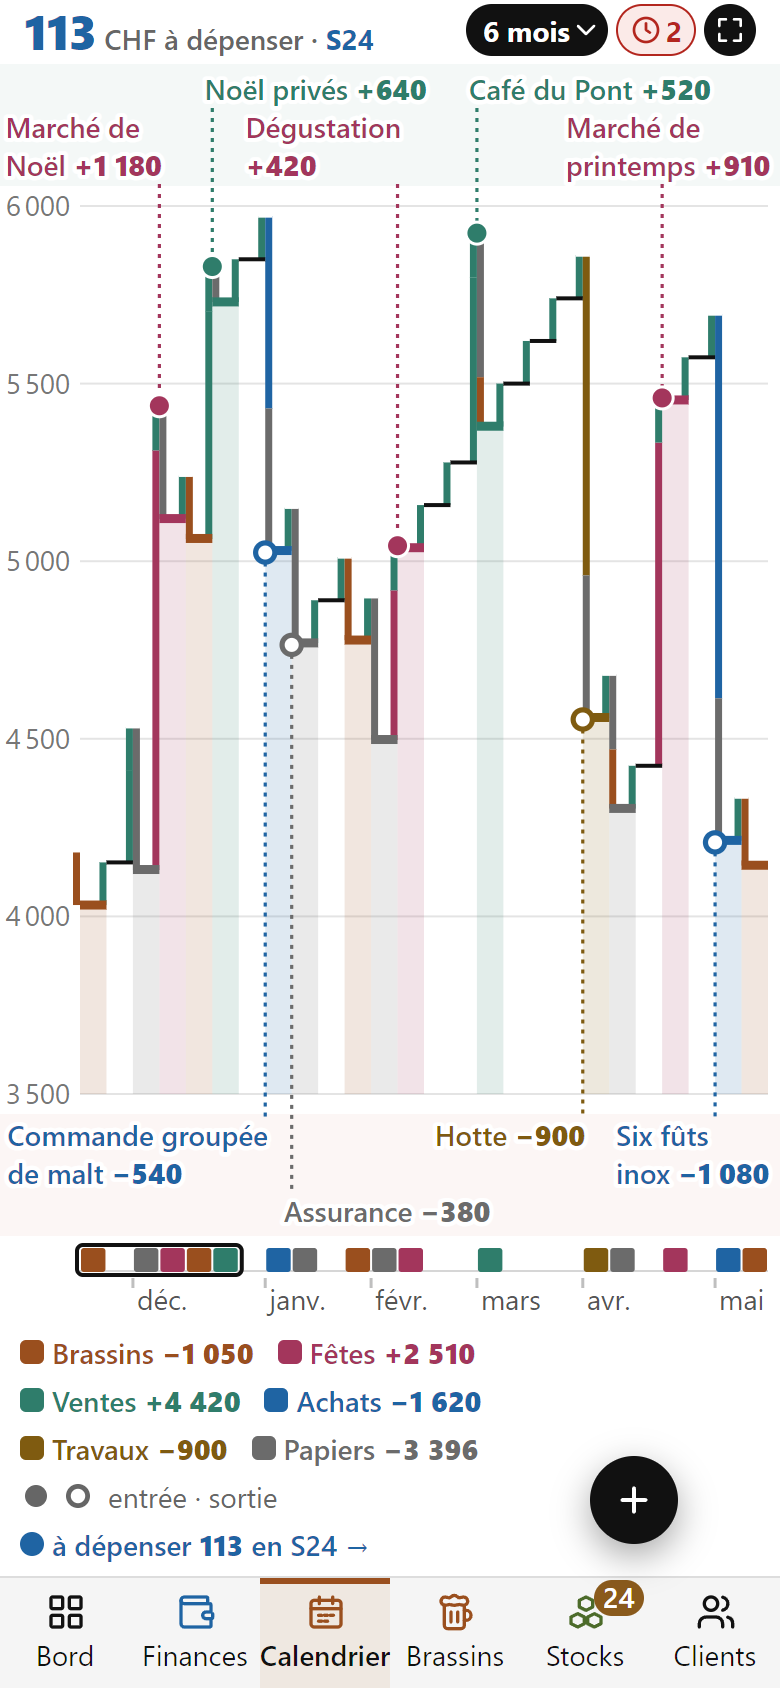 113 CHF à dépenser · S24
6 mois
2
Noël privés +640
Café du Pont +520
Marché de
Noël +1 180
Dégustation
+420
Marché de
printemps +910
6 000
5 500
5 000
4 500
4 000
3 500
Commande groupée
de malt −540
Hotte −900
Six fûts
inox −1 080
Assurance −380
déc.
janv.
févr.
mars
avr.
mai
Brassins −1 050
Fêtes +2 510
Ventes +4 420
Achats −1 620
Travaux −900
Papiers −3 396
entrée · sortie
à dépenser 113 en S24 →
24
Bord
Finances
Calendrier
Brassins
Stocks
Clients